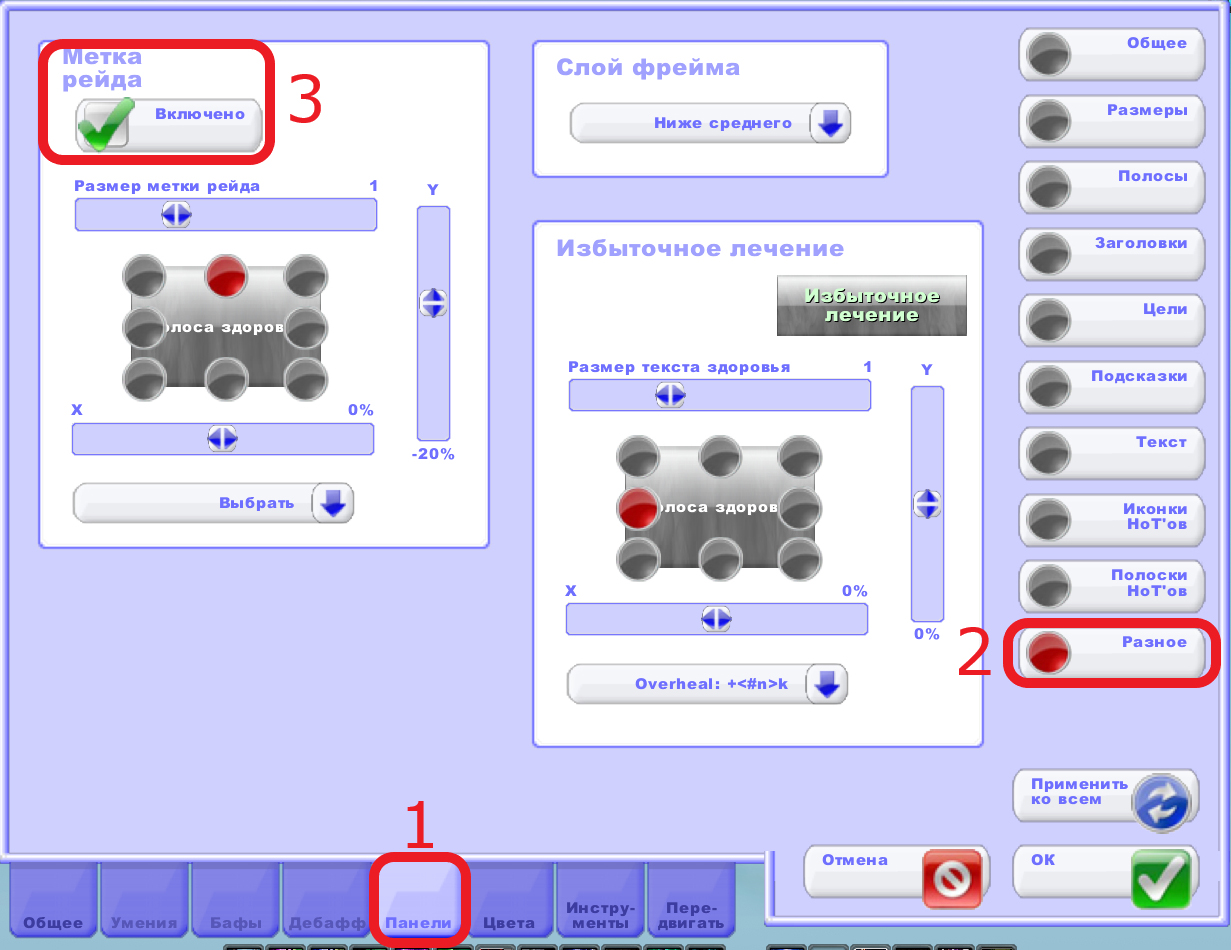 Метка
рейда
Включено
3
Размер метки рейда 1
Y
олоса здоров
X 0%
-20%
Выбрать
Слой фрейма
Ниже среднего
Избыточное лечение
Избыточное
лечение
Размер текста здоровья 1
Y
лоса здоров
X 0%
0%
Overheal: +<#n>k
Общее
Размеры
Полосы
Заголовки
Цели
Подсказки
Текст
Иконки
HoT'ов
Полоски
HoT'ов
2
Разное
Применить
ко всем
Отмена
OK
1
Общее
Умения
Бафы
Дебафф
Панели
Цвета
Инстру-
менты
Пере-
двигать